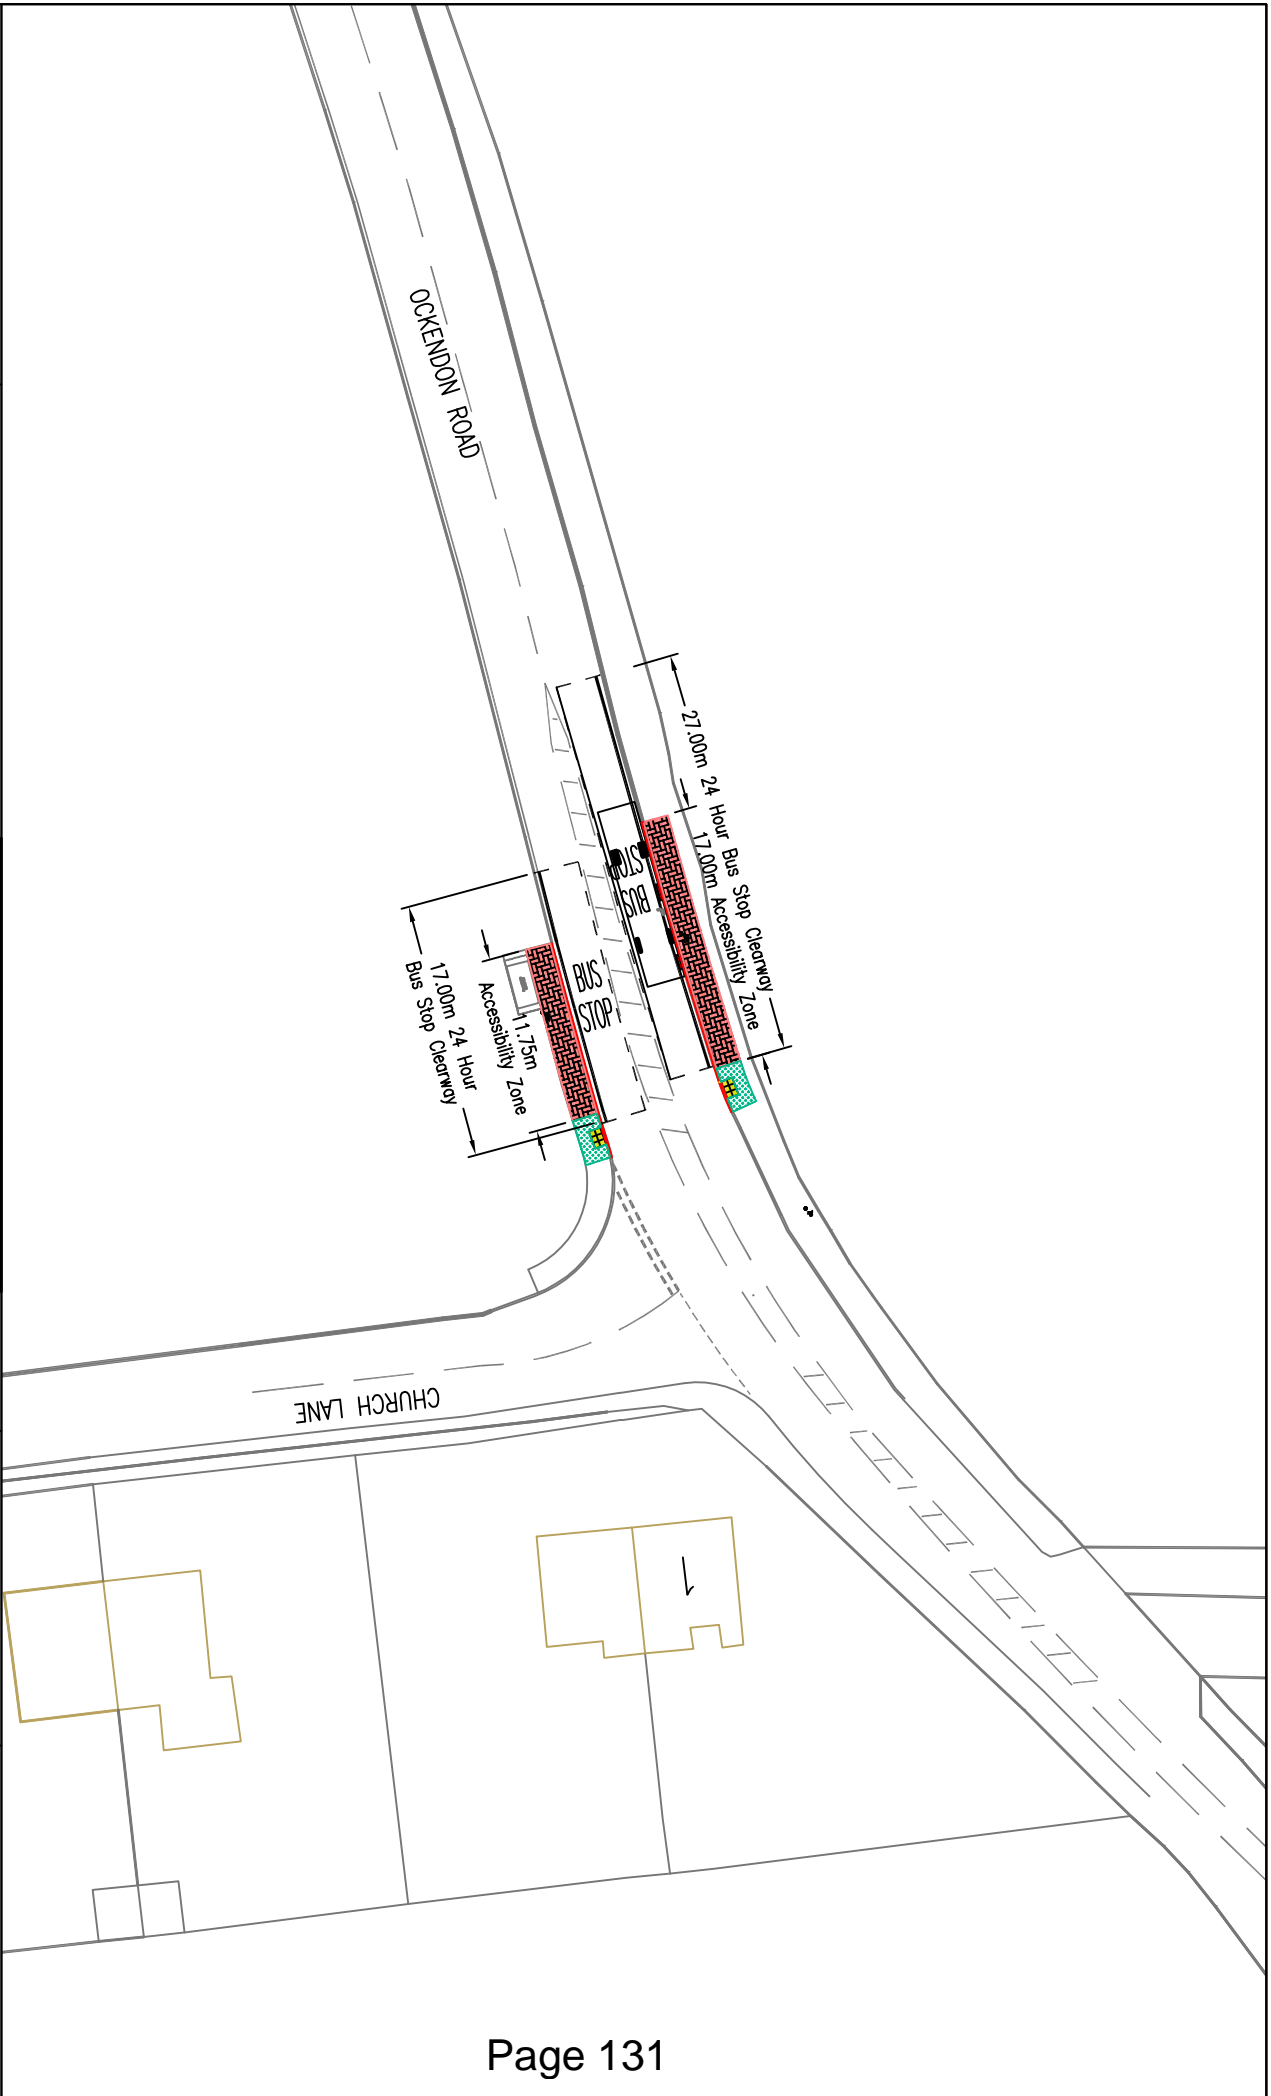 OCKENDON ROAD
27.00m 24 Hour Bus Stop Clearway
17.00m Accessibility Zone
BUS
STOP
BUS
STOP
11.75m
Accessibility Zone
17.00m 24 Hour
Bus Stop Clearway
CHURCH LANE
1
Page 131